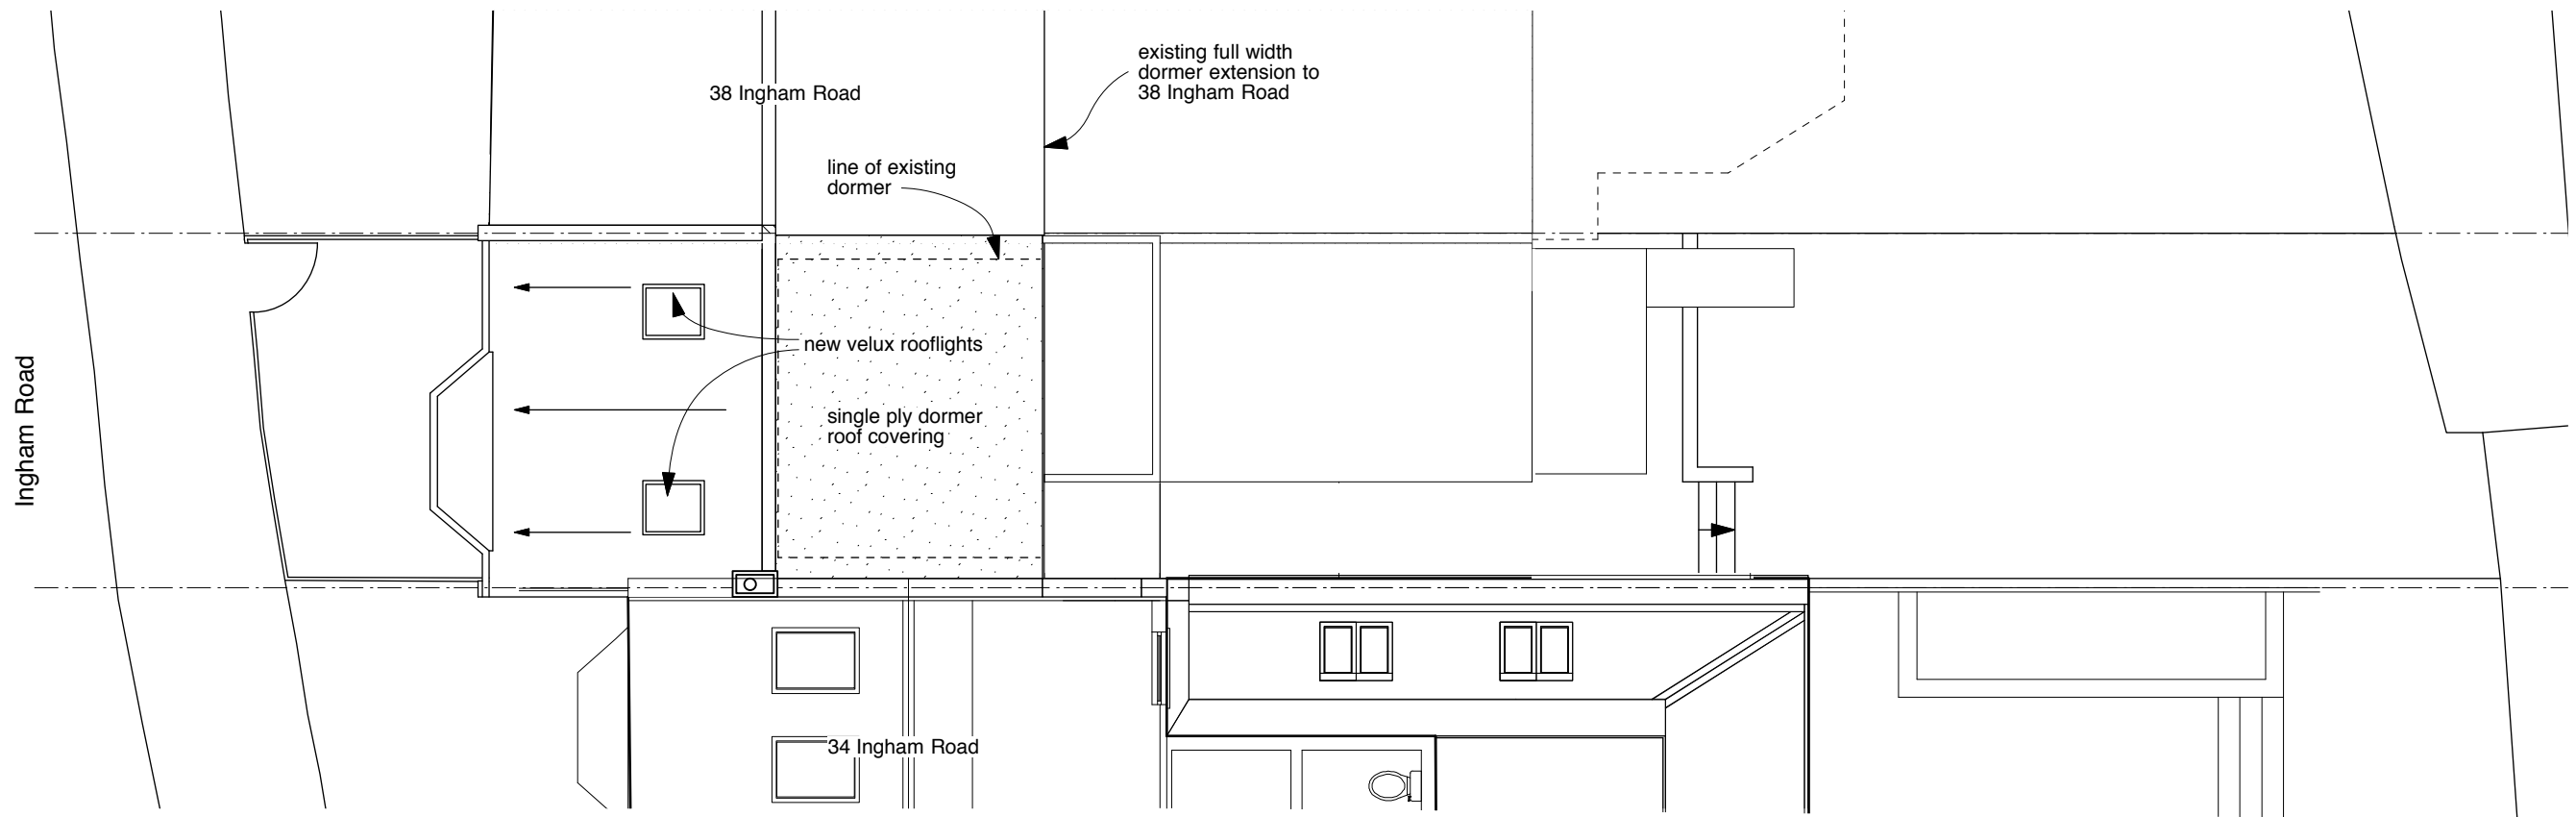 existing full width
dormer extension to
38 Ingham Road
38 Ingham Road
line of existing
dormer
new velux rooflights
single ply dormer
roof covering
Ingham Road
34 Ingham Road